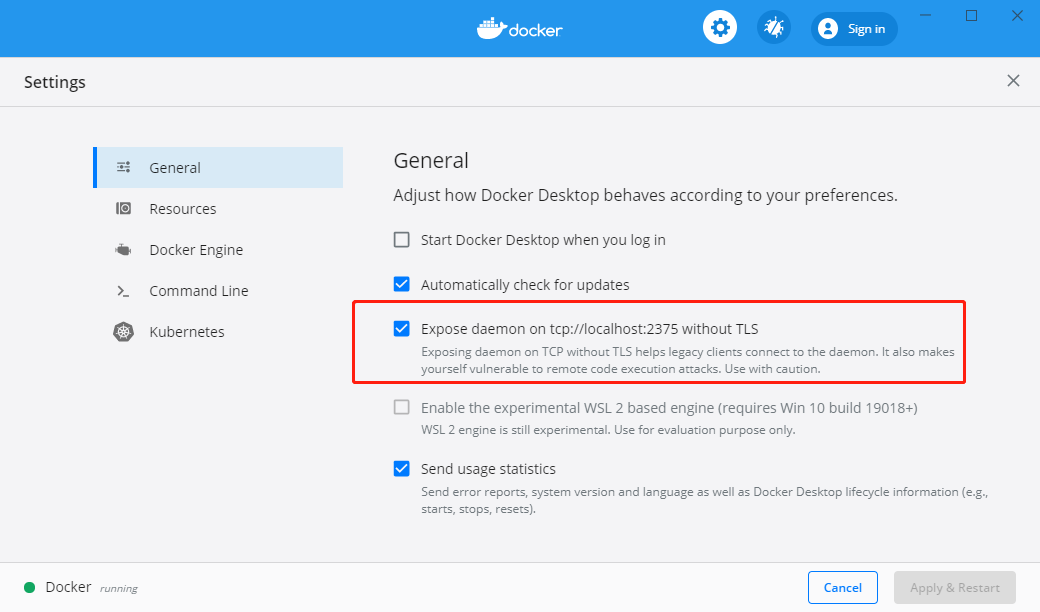 docker
Sign in
Settings
General
Resources
Docker Engine
Command Line
Kubernetes
General
Adjust how Docker Desktop behaves according to your preferences.
Start Docker Desktop when you log in
Automatically check for updates
Expose daemon on tcp://localhost:2375 without TLS
Exposing daemon on TCP without TLS helps legacy clients connect to the daemon. It also makes
yourself vulnerable to remote code execution attacks. Use with caution.
Enable the experimental WSL 2 based engine (requires Win 10 build 19018+)
WSL 2 engine is still experimental. Use for evaluation purpose only.
Send usage statistics
Send error reports, system version and language as well as Docker Desktop lifecycle information (e.g.,
starts, stops, resets).
Docker running
Cancel
Apply & Restart